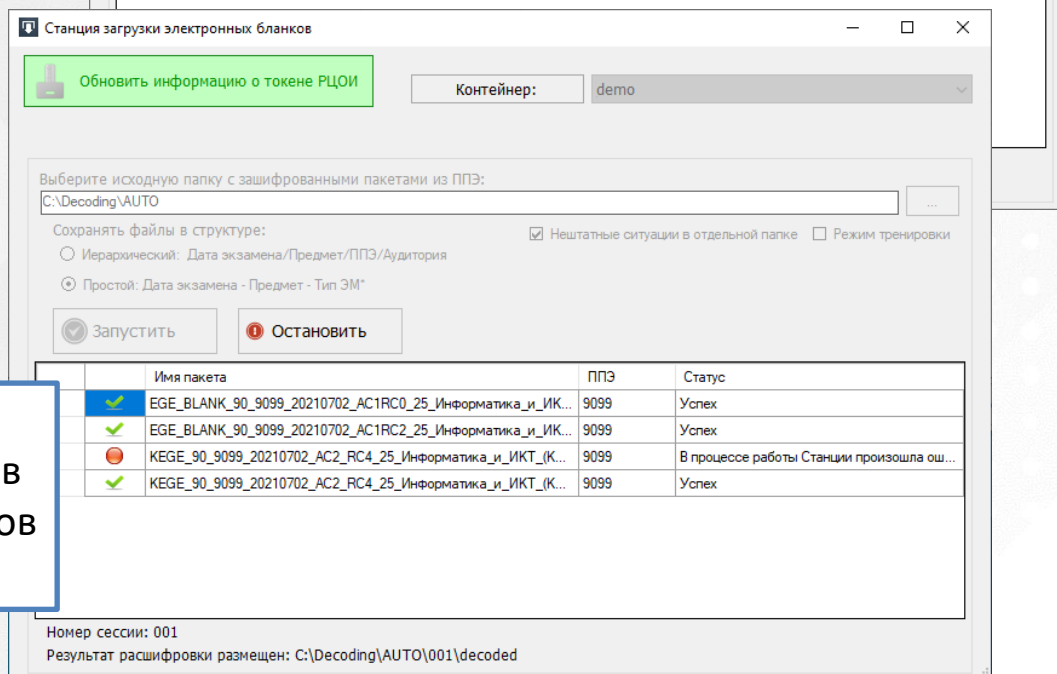 Станция загрузки электронных бланков
Обновить информацию о токене РЦОИ
Контейнер:
demo
Выберите исходную папку с зашифрованными пакетами из ППЭ:
C:\Decoding\AUTO
...
Сохранять файлы в структуре:
Нештатные ситуации в отдельной папке
Режим тренировки
Иерархический: Дата экзамена/Предмет/ППЭ/Аудитория
Простой: Дата экзамена - Предмет - Тип ЭМ"
Запустить
Остановить
Имя пакета ППЭ Статус
EGE_BLANK_90_9099_20210702_AC1RC0_25_Информатика_и_ИК... 9099 Успех
EGE_BLANK_90_9099_20210702_AC1RC2_25_Информатика_и_ИК... 9099 Успех
KEGE_90_9099_20210702_AC2_RC4_25_Информатика_и_ИКТ_(К... 9099 В процессе работы Станции произошла ош...
KEGE_90_9099_20210702_AC2_RC4_25_Информатика_и_ИКТ_(К... 9099 Успех
в
ов
Номер сессии: 001
Результат расшифровки размещен: C:\Decoding\AUTO\001\decoded